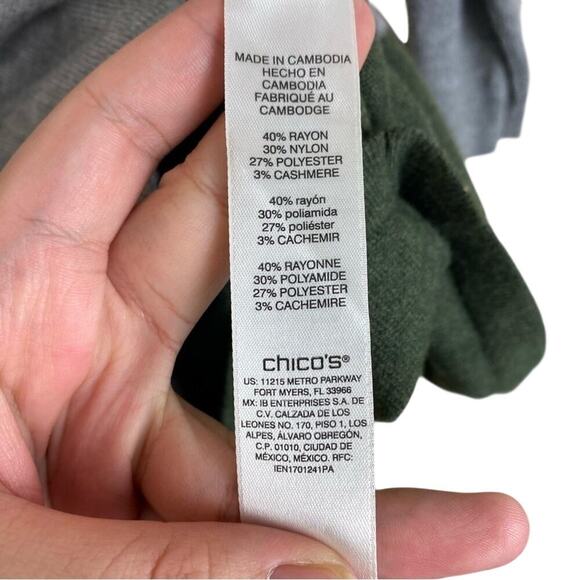 MADE IN CAMBODIA
HECHO EN
CAMBODIA
FABRIQUÉ AU
CAMBODGE
40% RAYON
30% NYLON
27% POLYESTER
3% CASHMERE
40% rayón
30% poliamida
27% poliéster
3% CACHEMIR
40% RAYONNE
30% POLYAMIDE
27% POLYESTER
3% CACHEMIRE
chico's®
US: 11215 METRO PARKWAY
FORT MYERS, FL 33966
MX: IB ENTERPRISES S.A. DE
C.V. CALZADA DE LOS
LEONES NO. 170, PISO 1, LOS
ALPES, ÁLVARO OBREGÓN,
C.P. 01010, CIUDAD DE
MÉXICO, MÉXICO. RFC:
IEN1701241PA